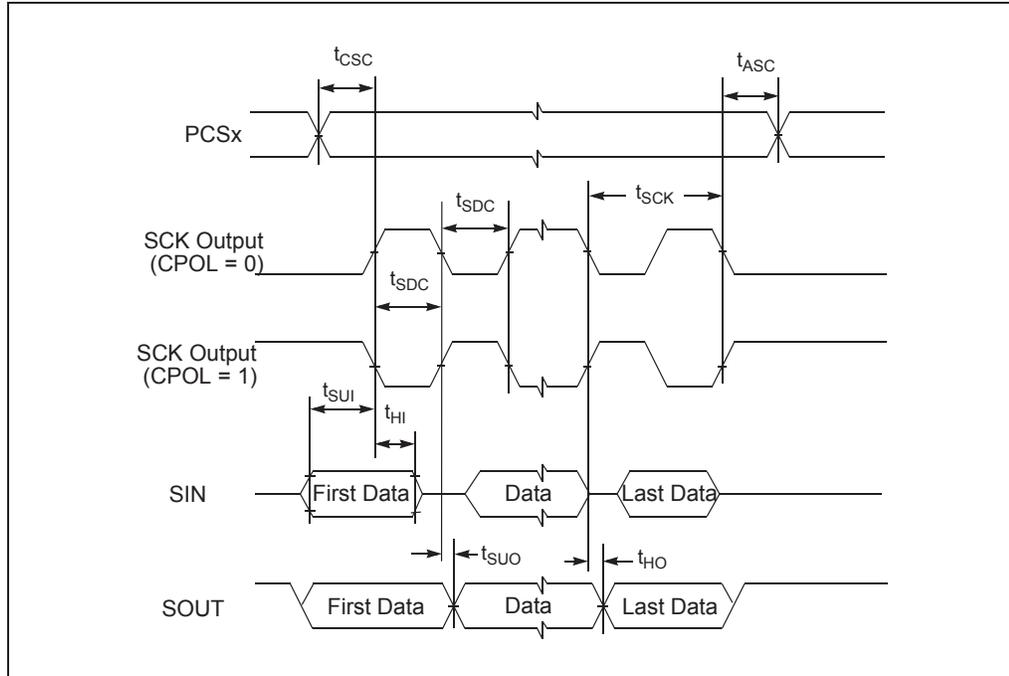 tCSC
tASC
PCSx
tSDC
tSCK
SCK Output
(CPOL = 0)
tSDC
SCK Output
(CPOL = 1)
tSUI
tHI
SIN
First Data
Data
Last Data
tSUO
tHO
SOUT
First Data
Data
Last Data